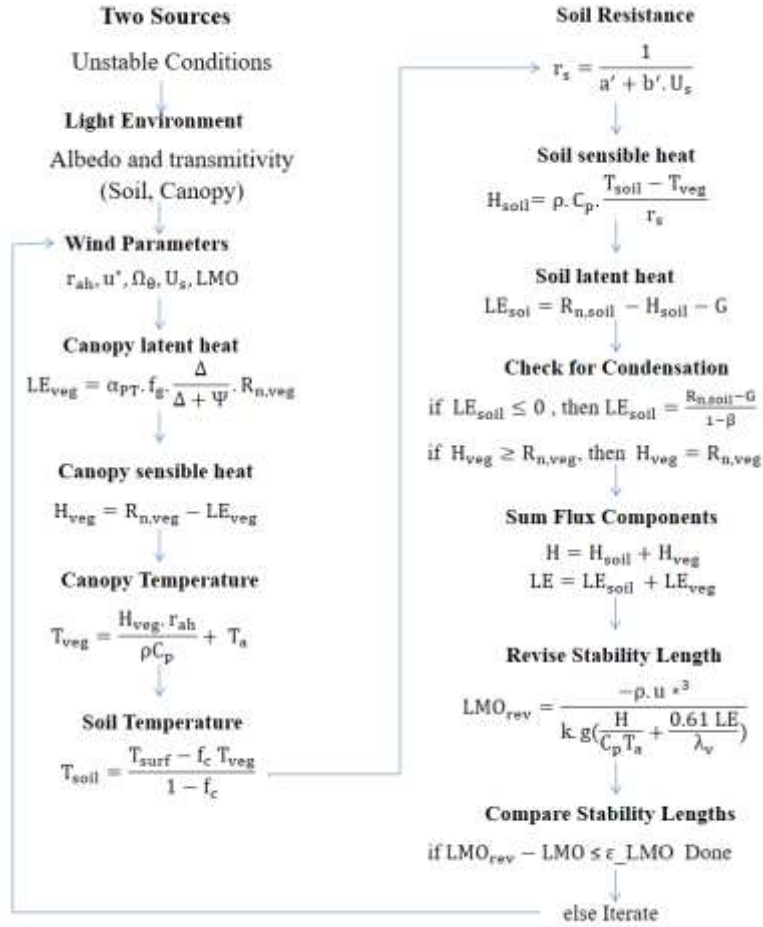 Two Sources
Unstable Conditions
Light Environment
Albedo and transmitivity
(Soil, Canopy)
Wind Parameters
r_ah, u*, Ω_θ, U_s, LMO
Canopy latent heat
LE_veg = α_PT. f_g. Δ / (Δ + Ψ) . R_n,veg
Canopy sensible heat
H_veg = R_n,veg − LE_veg
Canopy Temperature
T_veg = (H_veg. r_ah) / (ρC_p) + T_a
Soil Temperature
T_soil = (T_surf − f_c T_veg) / (1 − f_c)
Soil Resistance
r_s = 1 / (a′ + b′. U_s)
Soil sensible heat
H_soil = ρ. C_p. (T_soil − T_veg) / r_s
Soil latent heat
LE_soi = R_n,soil − H_soil − G
Check for Condensation
if LE_soil ≤ 0 , then LE_soil = (R_n,soil−G) / (1−β)
if H_veg ≥ R_n,veg, then H_veg = R_n,veg
Sum Flux Components
H = H_soil + H_veg
LE = LE_soil + LE_veg
Revise Stability Length
LMO_rev = (−ρ. u *^3) / (k. g(H / (C_p T_a) + (0.61 LE) / λ_v))
Compare Stability Lengths
if LMO_rev − LMO ≤ ε_LMO Done
else Iterate